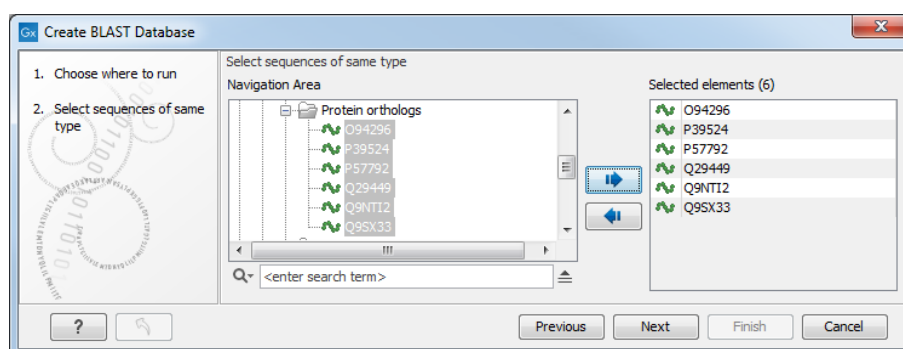 Gx Create BLAST Database
X
1. Choose where to run
2. Select sequences of same
type
Select sequences of same type
Navigation Area
Protein orthologs
O94296
P39524
P57792
Q29449
Q9NTI2
Q9SX33
<enter search term>
Selected elements (6)
O94296
P39524
P57792
Q29449
Q9NTI2
Q9SX33
?
Previous
Next
Finish
Cancel